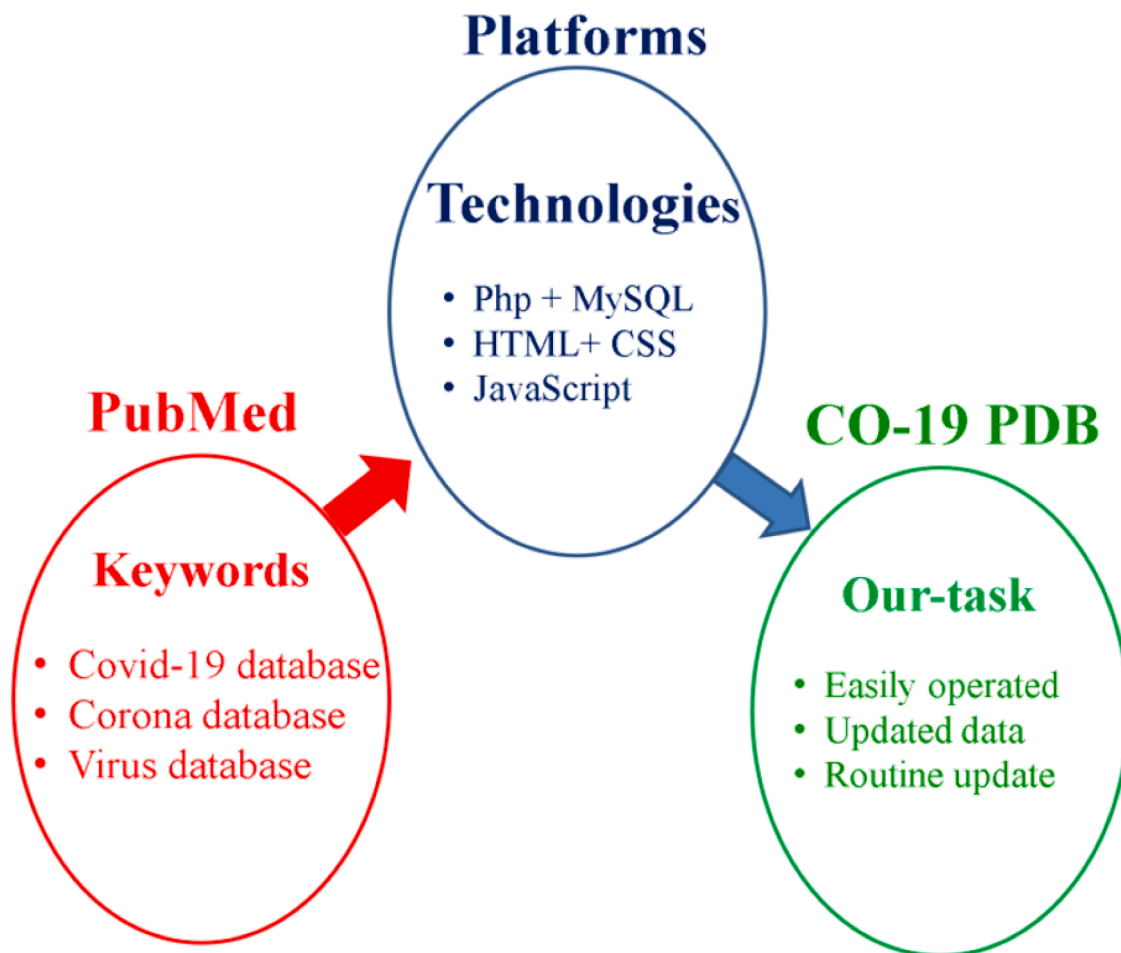 Platforms
Technologies
• Php + MySQL
• HTML+ CSS
• JavaScript
PubMed
Keywords
• Covid-19 database
• Corona database
• Virus database
CO-19 PDB
Our-task
• Easily operated
• Updated data
• Routine update